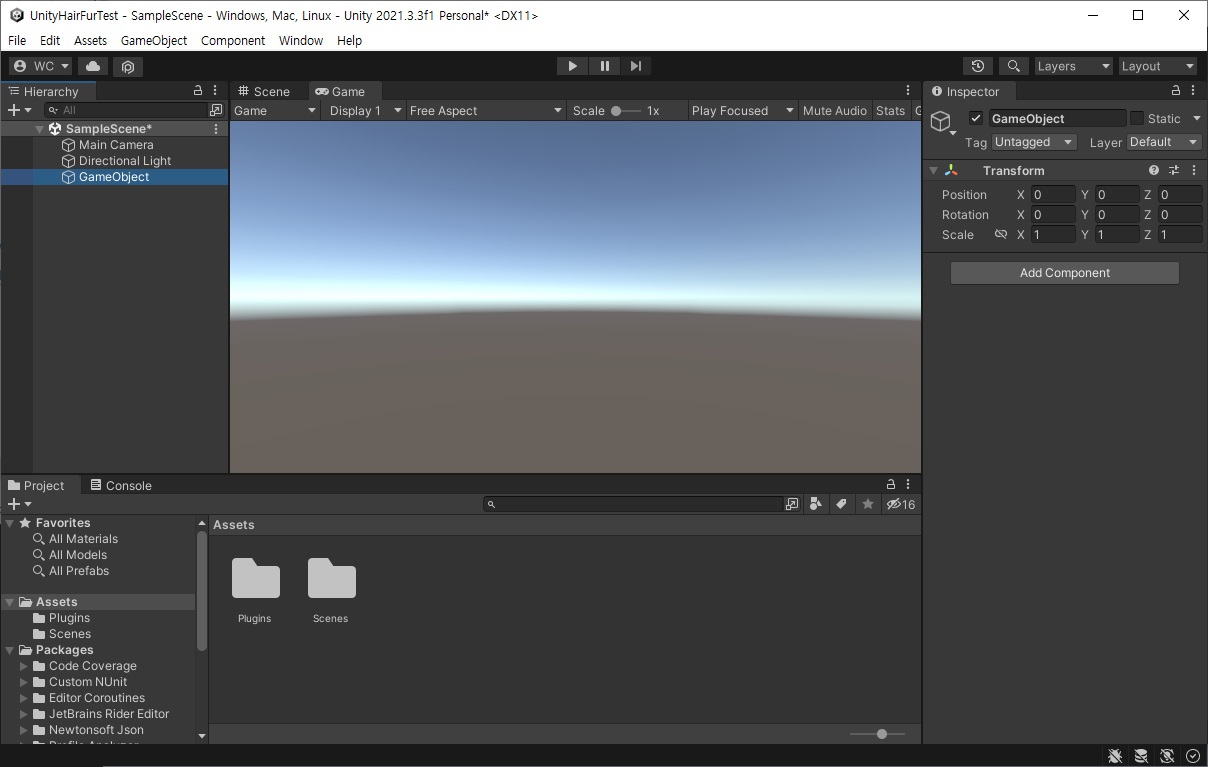 UnityHairFurTest - SampleScene - Windows, Mac, Linux - Unity 2021.3.3f1 Personal* <DX11>
File Edit Assets GameObject Component Window Help
WC Layers Layout
Hierarchy
All
SampleScene*
Main Camera
Directional Light
GameObject
Scene Game
Game Display 1 Free Aspect Scale 1x Play Focused Mute Audio Stats G
Inspector
GameObject Static
Tag Untagged Layer Default
Transform
Position X 0 Y 0 Z 0
Rotation X 0 Y 0 Z 0
Scale X 1 Y 1 Z 1
Add Component
Project Console
16
Favorites
All Materials
All Models
All Prefabs
Assets
Plugins
Scenes
Packages
Code Coverage
Custom NUnit
Editor Coroutines
JetBrains Rider Editor
Newtonsoft Json
Assets
Plugins Scenes